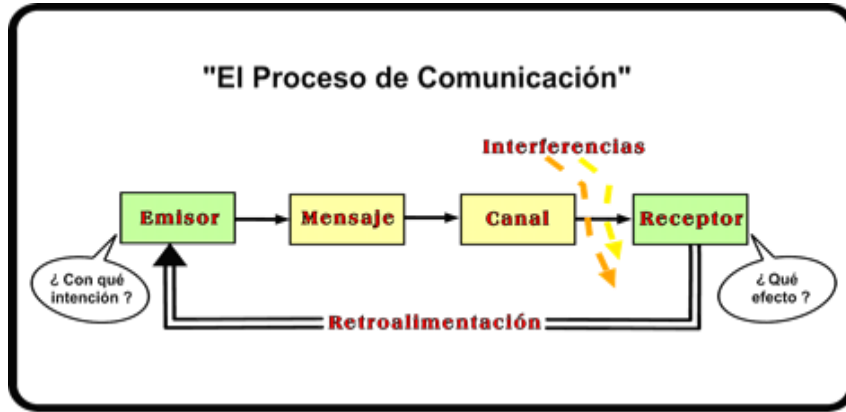 "El Proceso de Comunicación"
Interferencias
Emisor
Mensaje
Canal
Receptor
¿ Con qué
intención ?
¿ Qué
efecto ?
Retroalimentación